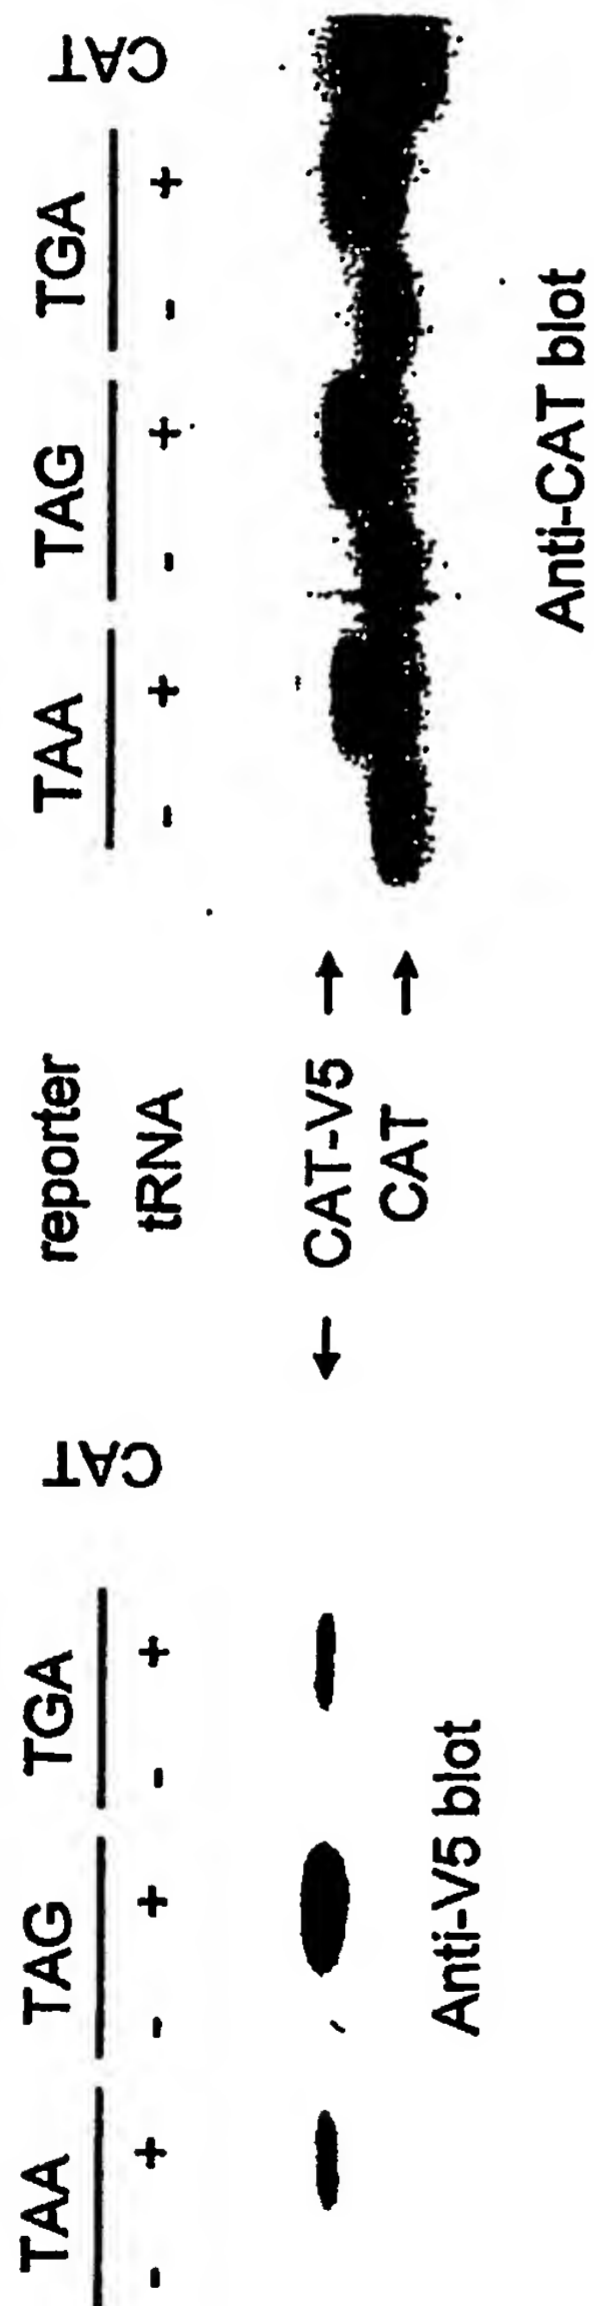 TAA TAG TGA CAT reporter TAA TAG TGA CAT
- + - + - + tRNA - + - + - +
← CAT-V5 →
CAT →
Anti-V5 blot
Anti-CAT blot